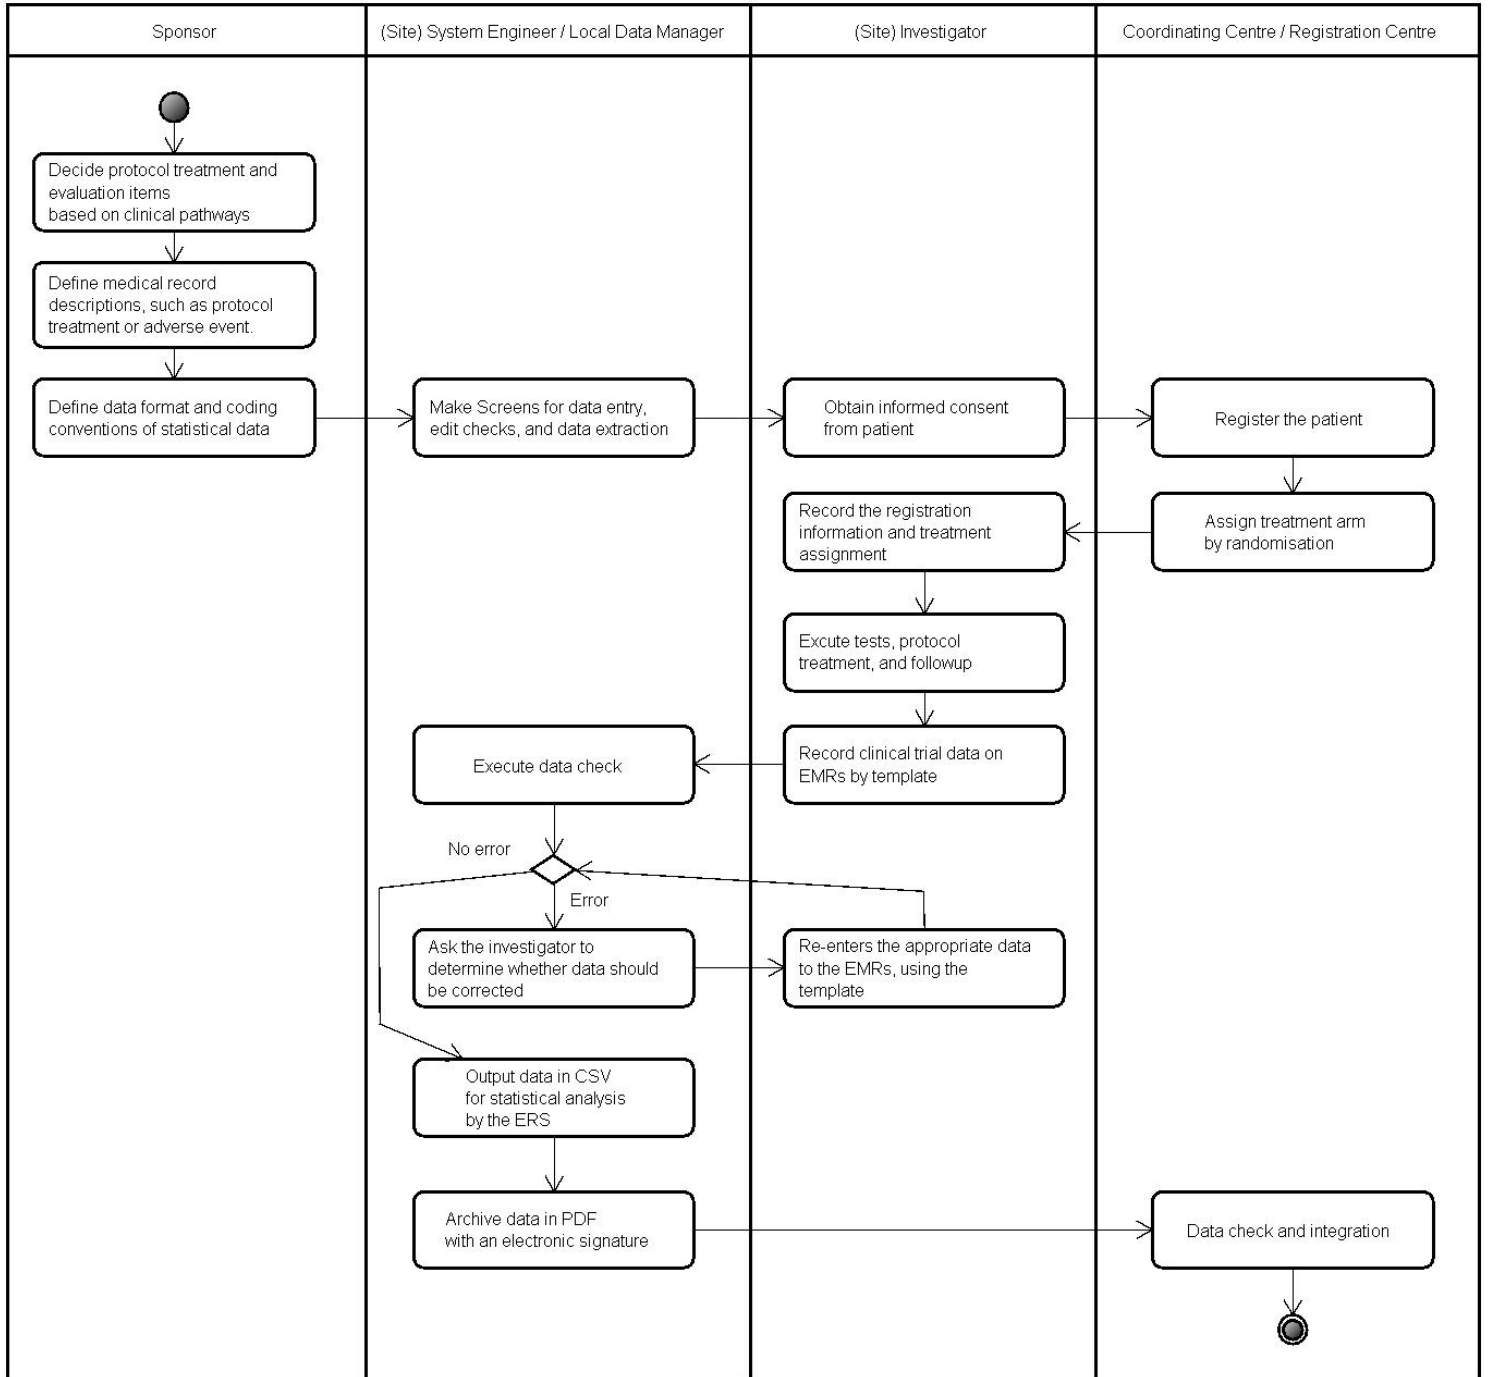 Sponsor
(Site) System Engineer / Local Data Manager
(Site) Investigator
Coordinating Centre / Registration Centre
Decide protocol treatment and
evaluation items
based on clinical pathways
Define medical record
descriptions, such as protocol
treatment or adverse event.
Define data format and coding
conventions of statistical data
Make Screens for data entry,
edit checks, and data extraction
Obtain informed consent
from patient
Register the patient
Assign treatment arm
by randomisation
Record the registration
information and treatment
assignment
Excute tests, protocol
treatment, and followup
Record clinical trial data on
EMRs by template
Execute data check
No error
Error
Ask the investigator to
determine whether data should
be corrected
Re-enters the appropriate data
to the EMRs, using the
template
Output data in CSV
for statistical analysis
by the ERS
Archive data in PDF
with an electronic signature
Data check and integration